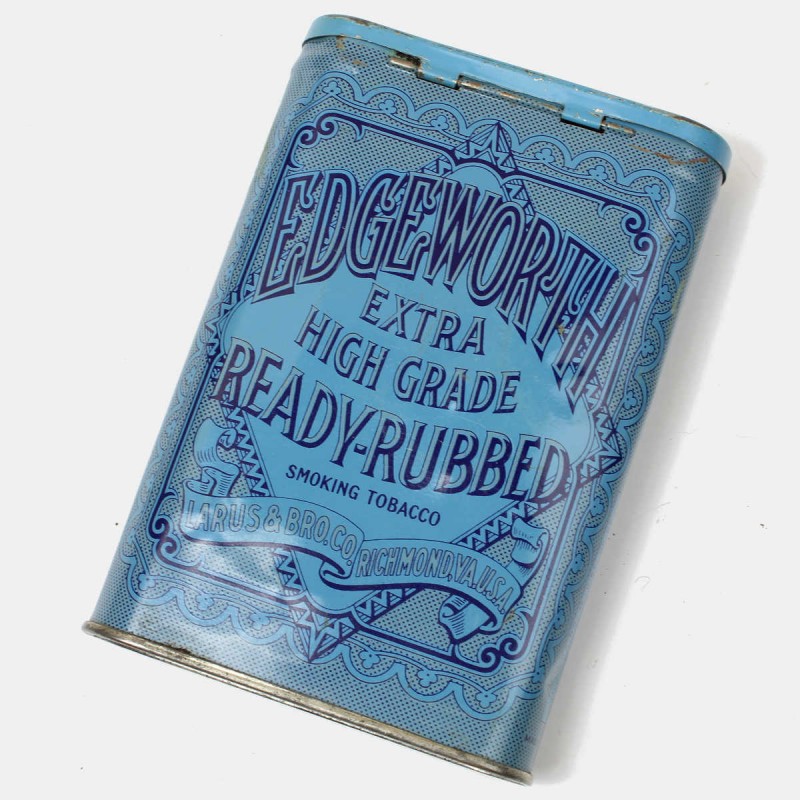 EDGEWORTH
EXTRA
HIGH GRADE
READY-RUBBED
SMOKING TOBACCO
LARUS & BRO. CO. RICHMOND, VA. U.S.A.